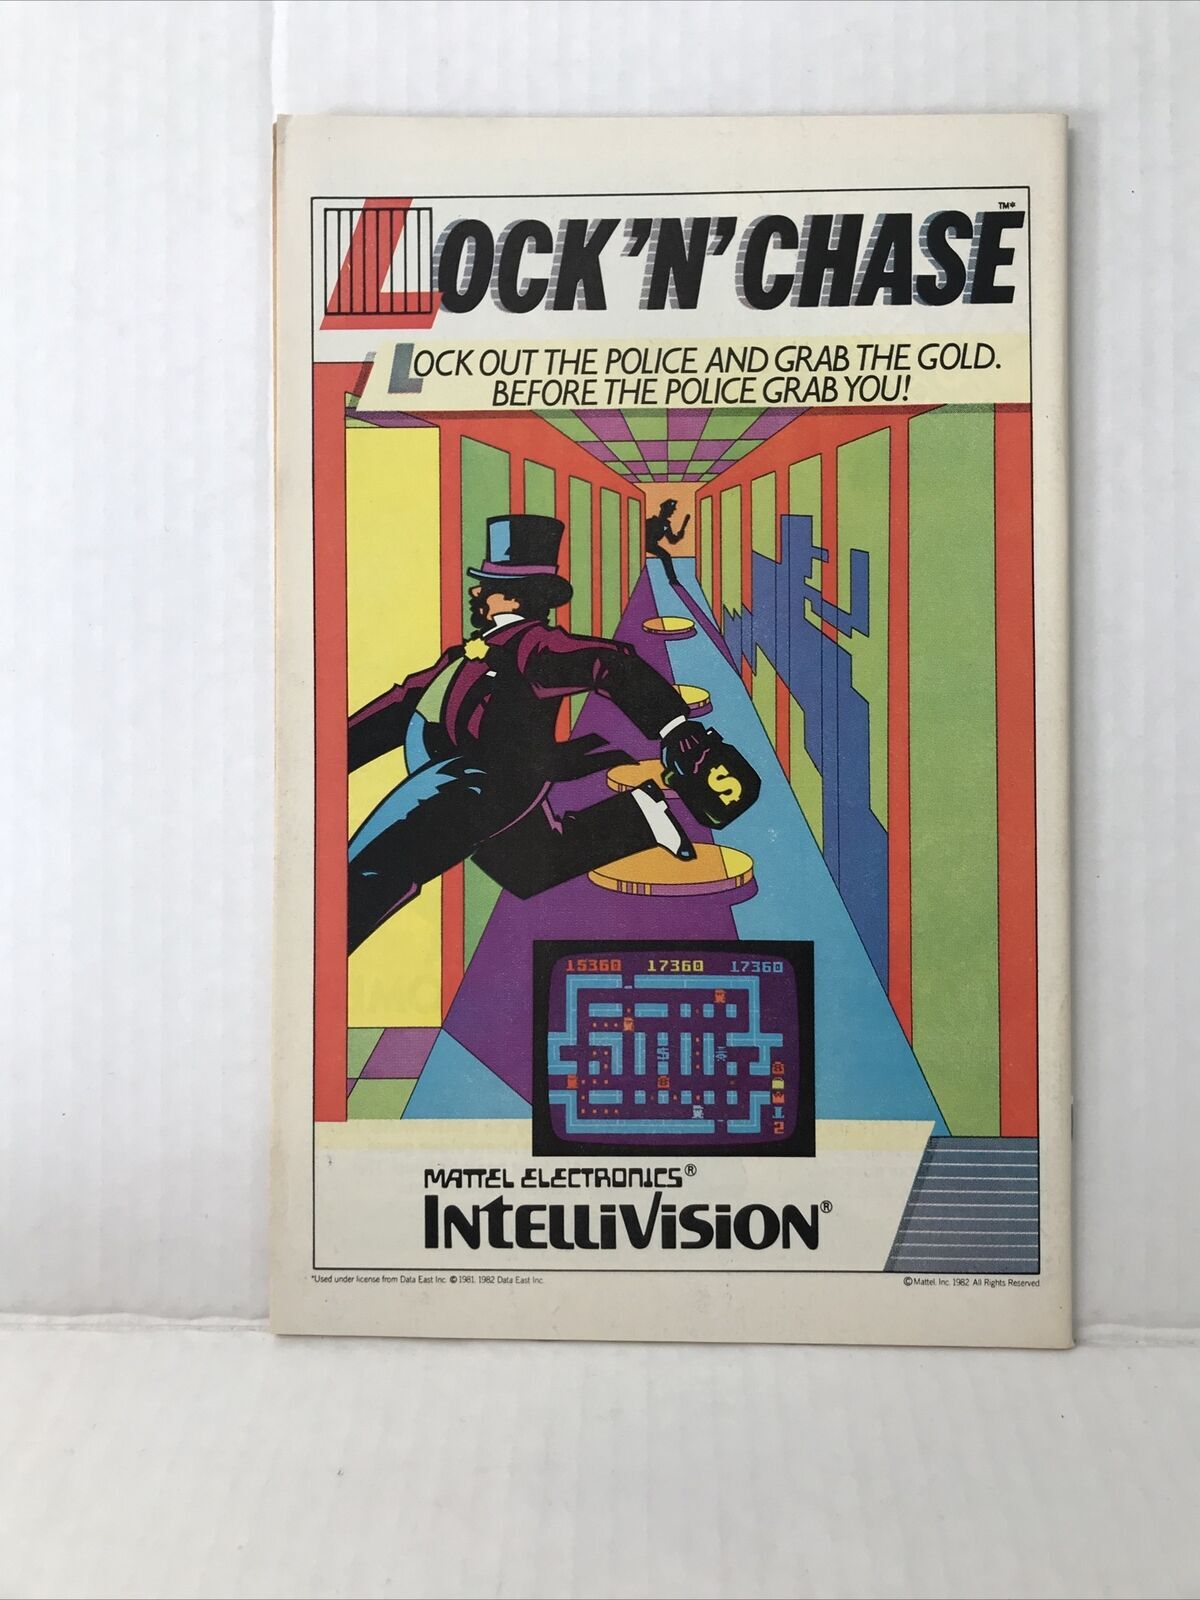 LOCK 'N' CHASE™*
LOCK OUT THE POLICE AND GRAB THE GOLD.
BEFORE THE POLICE GRAB YOU!
$
15360 17360 17360
2
MATTEL ELECTRONICS®
INTELLIVISION®
*Used under license from Data East Inc. © 1981, 1982 Data East Inc.
© Mattel, Inc. 1982 All Rights Reserved